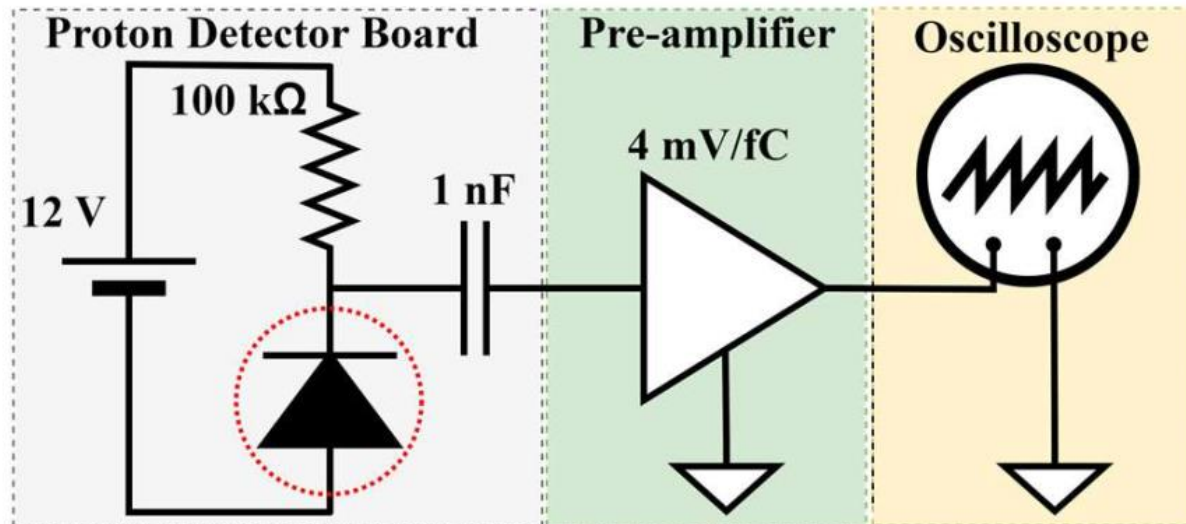 Proton Detector Board
Pre-amplifier
Oscilloscope
100 kΩ
4 mV/fC
1 nF
12 V